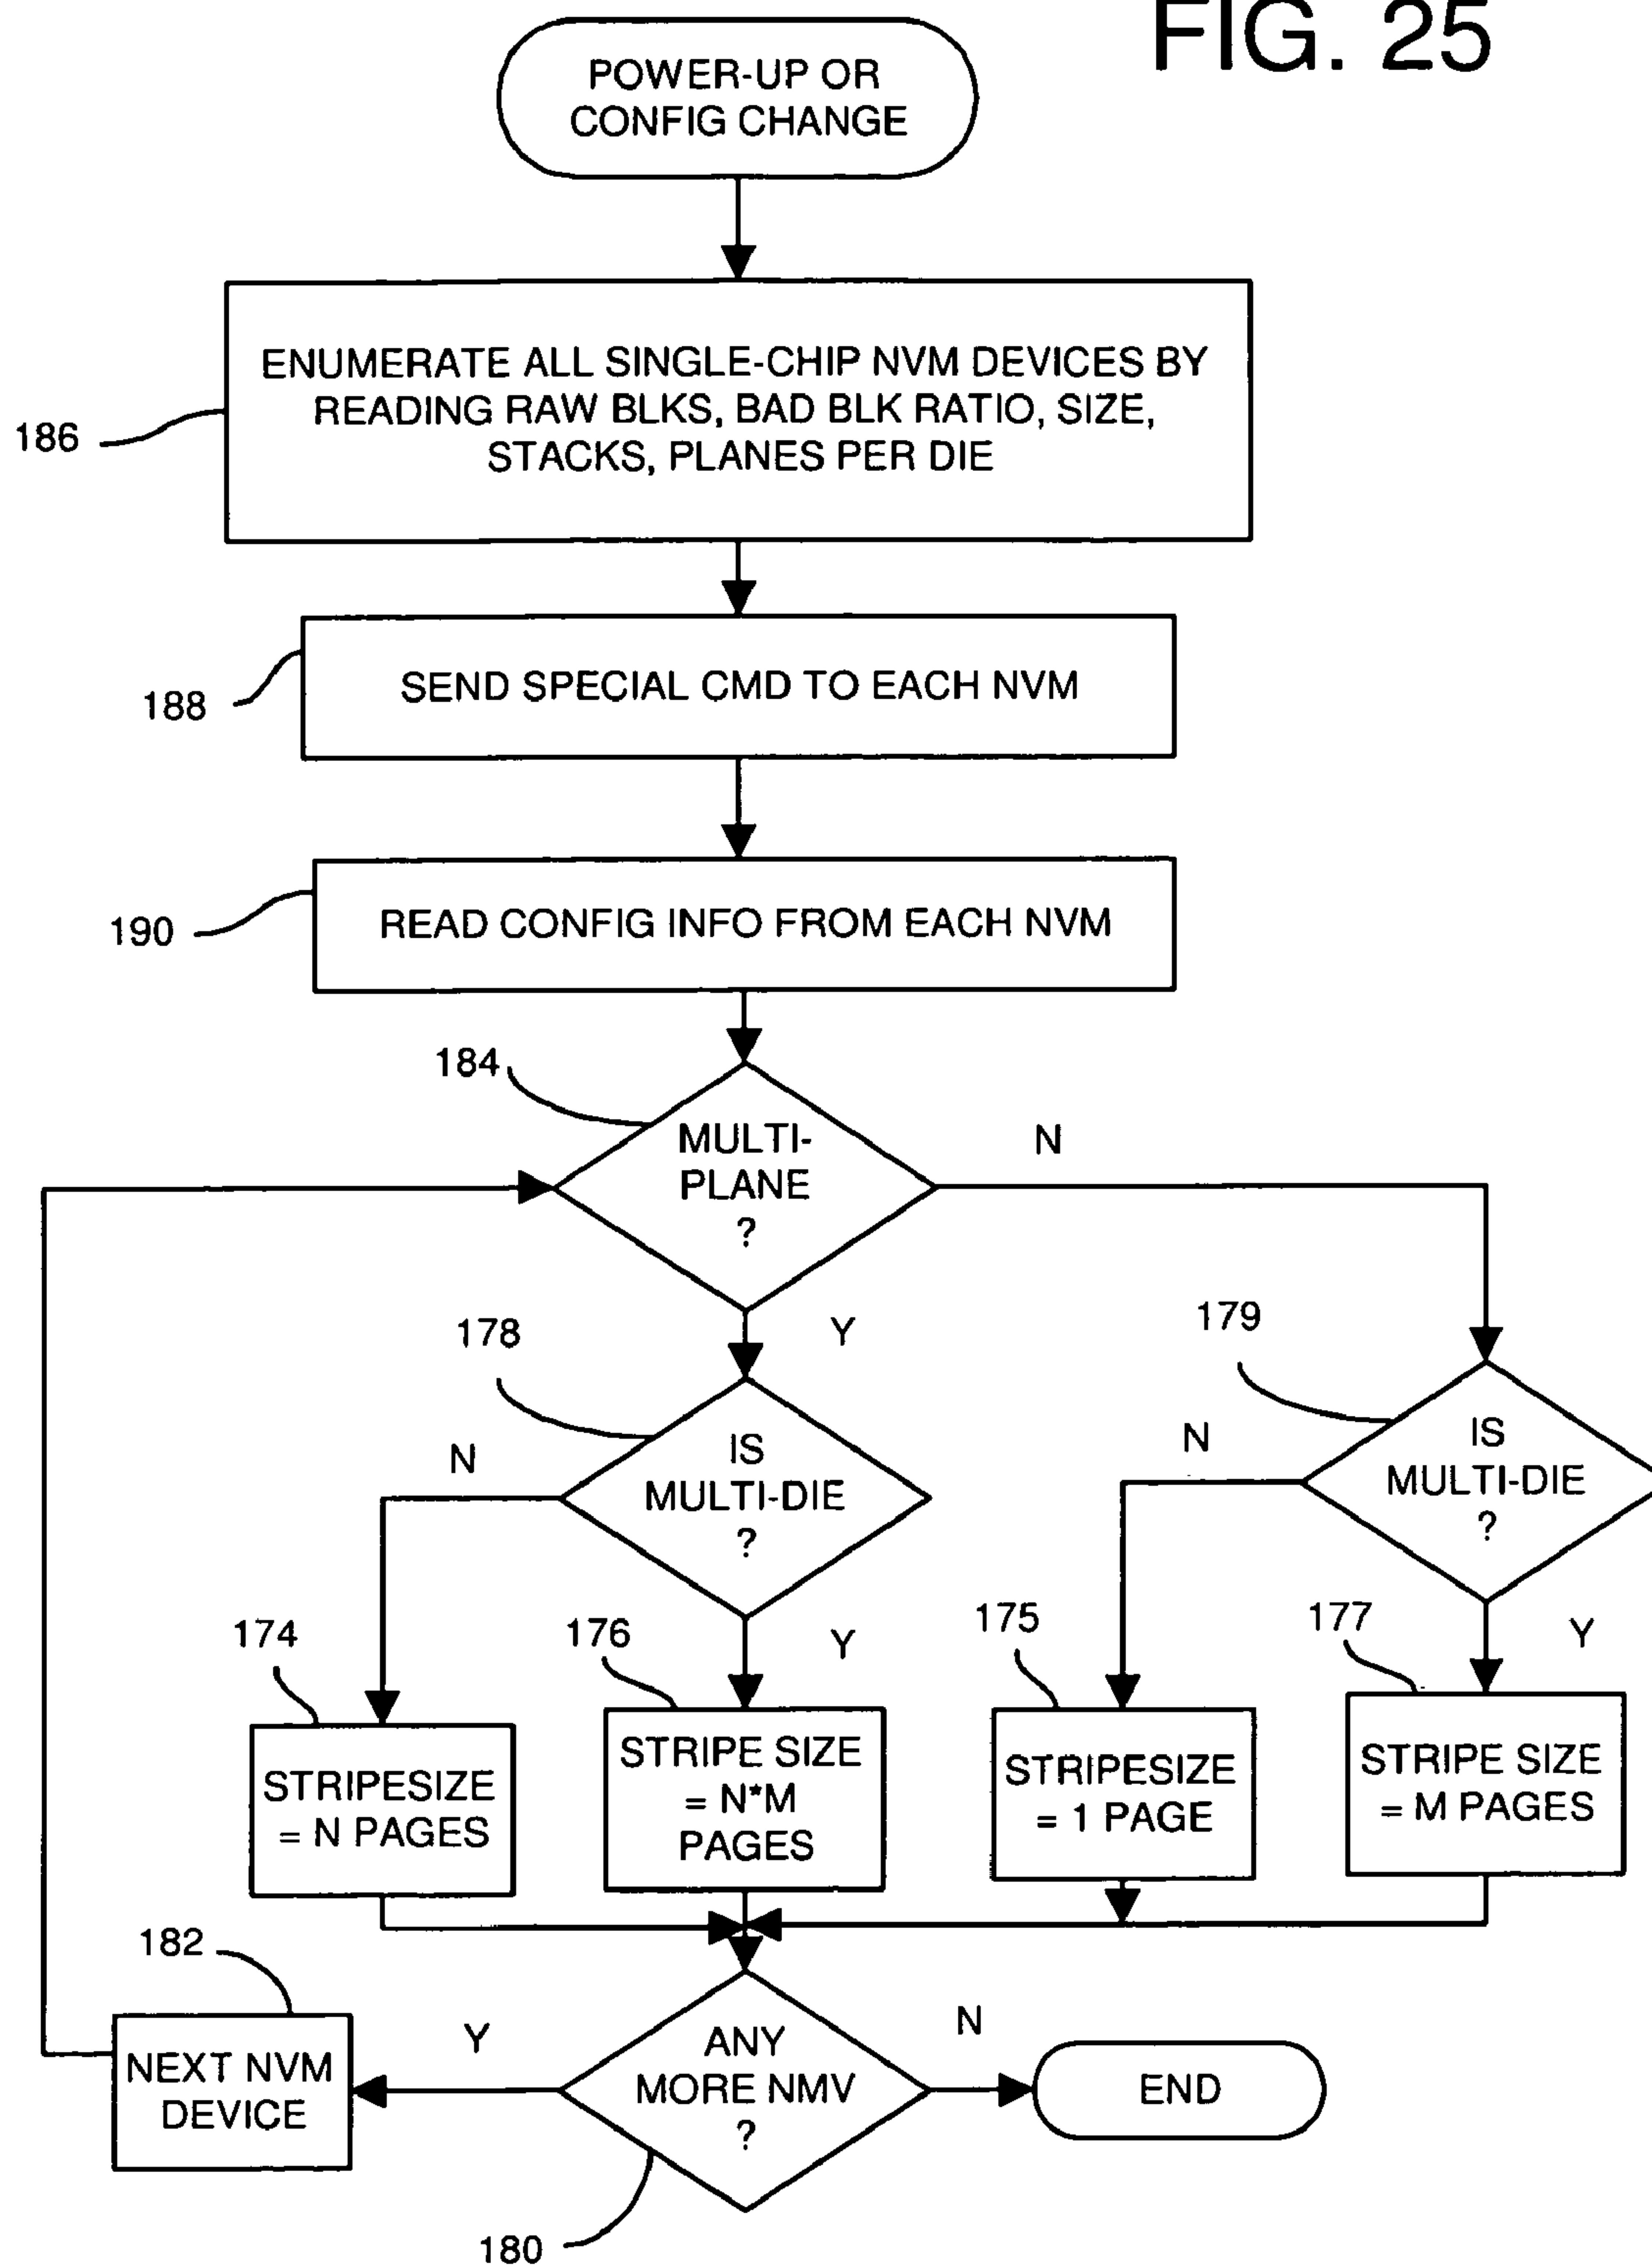 FIG. 25
POWER-UP OR
CONFIG CHANGE
ENUMERATE ALL SINGLE-CHIP NVM DEVICES BY
READING RAW BLKS, BAD BLK RATIO, SIZE,
STACKS, PLANES PER DIE
186
SEND SPECIAL CMD TO EACH NVM
188
READ CONFIG INFO FROM EACH NVM
190
184
MULTI-
PLANE
?
N
Y
178
IS
MULTI-DIE
?
N
Y
179
IS
MULTI-DIE
?
N
Y
174
STRIPESIZE
= N PAGES
176
STRIPE SIZE
= N*M
PAGES
175
STRIPESIZE
= 1 PAGE
177
STRIPE SIZE
= M PAGES
182
NEXT NVM
DEVICE
Y
ANY
MORE NMV
?
N
END
180